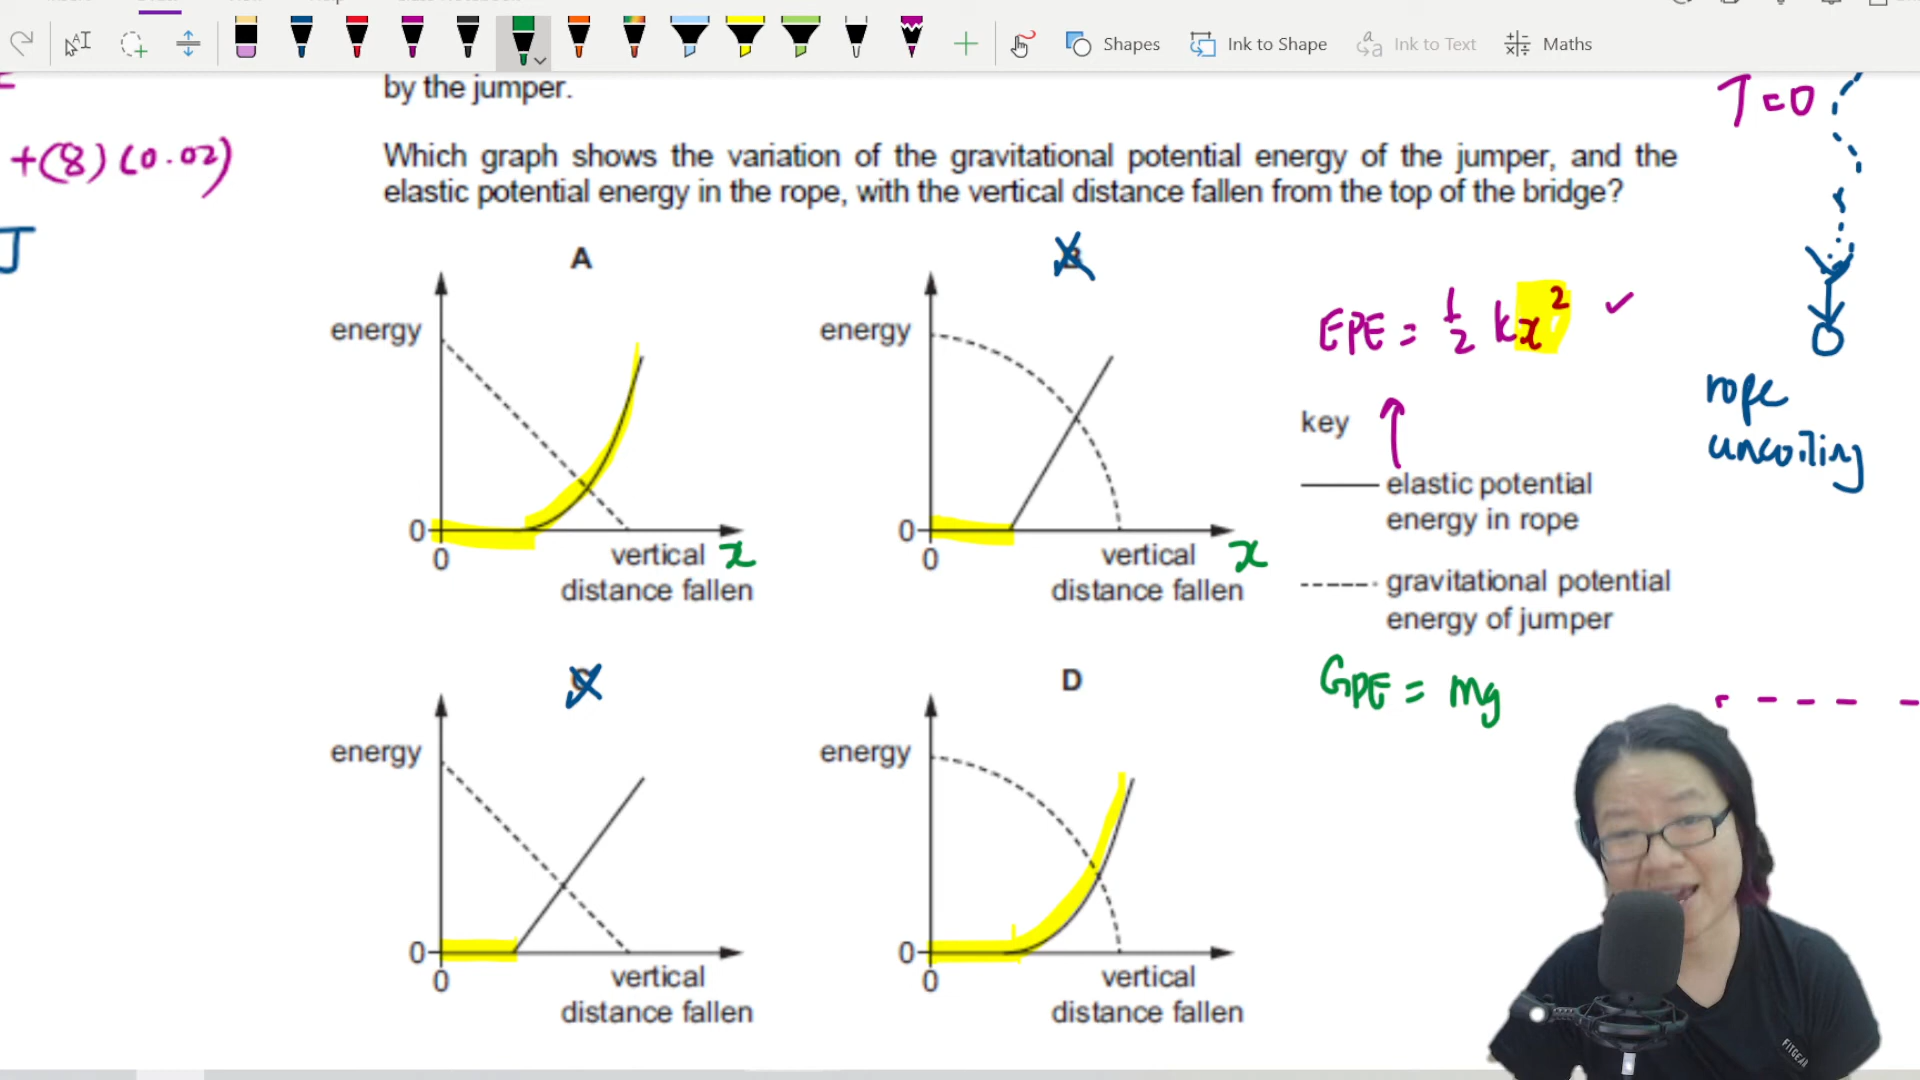 Shapes
Link to Shape
Link to Text
Maths
by the jumper.
T=0
+(8)(0.02)
J
Which graph shows the variation of the gravitational potential energy of the jumper, and the
elastic potential energy in the rope, with the vertical distance fallen from the top of the bridge?
A
energy
0
0
vertical x
distance fallen
B
energy
0
0
vertical x
distance fallen
EPE = 1/2 kx² ✓
key
elastic potential
energy in rope
gravitational potential
energy of jumper
rope
uncoiling
C
energy
0
0
vertical
distance fallen
D
energy
0
0
vertical
distance fallen
GPE = mg
FITGEAR